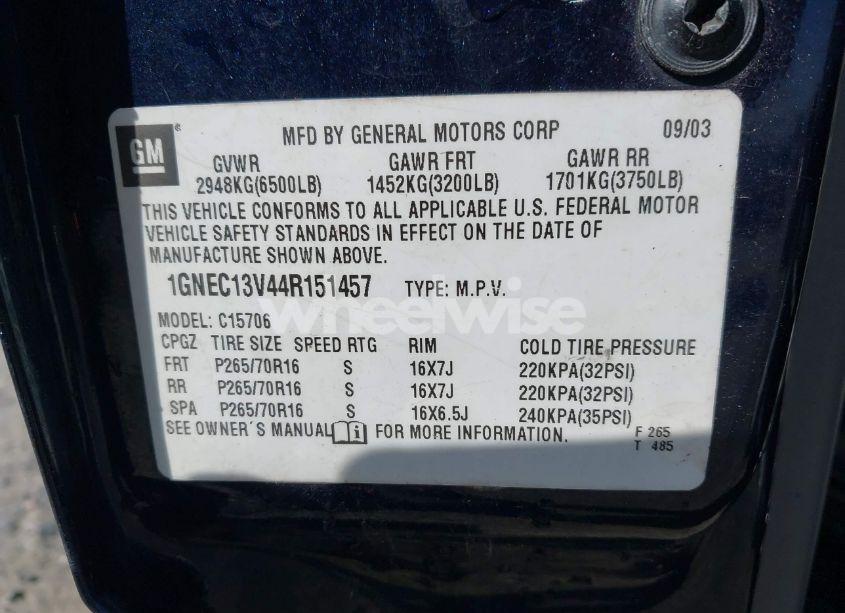 GM ® MFD BY GENERAL MOTORS CORP 09/03
GVWR GAWR FRT GAWR RR
2948KG(6500LB) 1452KG(3200LB) 1701KG(3750LB)
THIS VEHICLE CONFORMS TO ALL APPLICABLE U.S. FEDERAL MOTOR
VEHICLE SAFETY STANDARDS IN EFFECT ON THE DATE OF
MANUFACTURE SHOWN ABOVE.
1GNEC13V44R151457 TYPE: M.P.V.
wheelwise
MODEL: C15706
CPGZ TIRE SIZE SPEED RTG RIM COLD TIRE PRESSURE
FRT P265/70R16 S 16X7J 220KPA(32PSI)
RR P265/70R16 S 16X7J 220KPA(32PSI)
SPA P265/70R16 S 16X6.5J 240KPA(35PSI)
SEE OWNER'S MANUAL i FOR MORE INFORMATION.
F 265
T 485